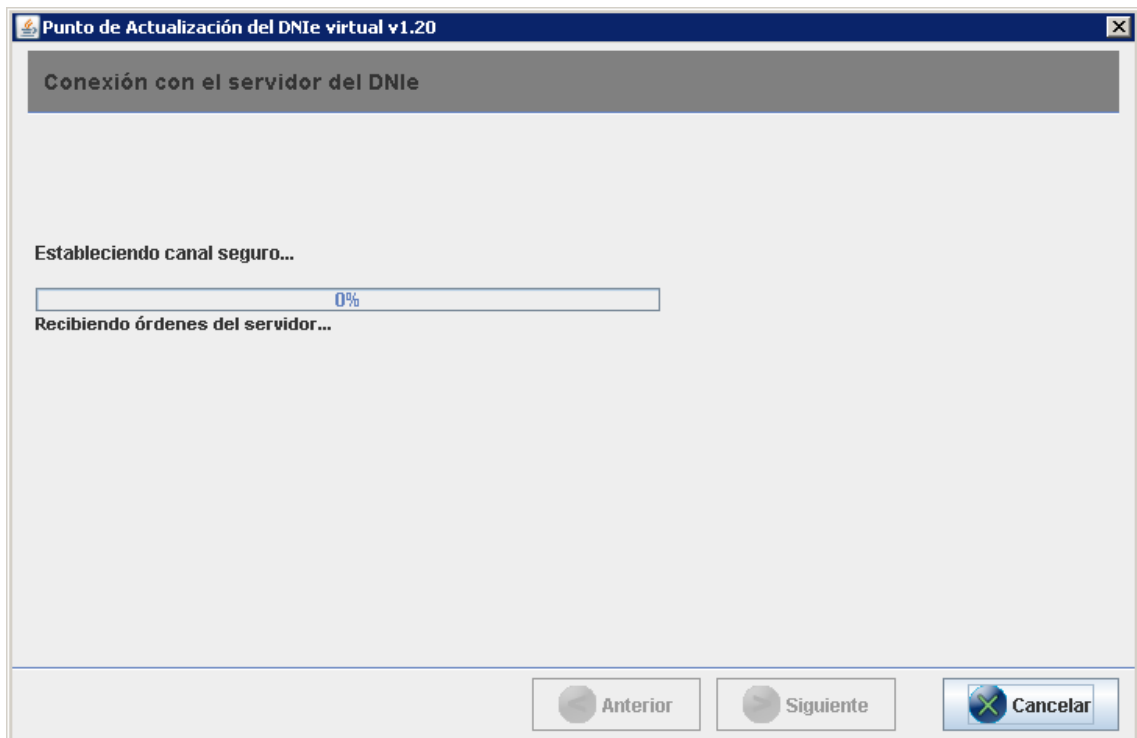 Punto de Actualización del DNIe virtual v1.20
Conexión con el servidor del DNIe
Estableciendo canal seguro...
0%
Recibiendo órdenes del servidor...
Anterior
Siguiente
Cancelar